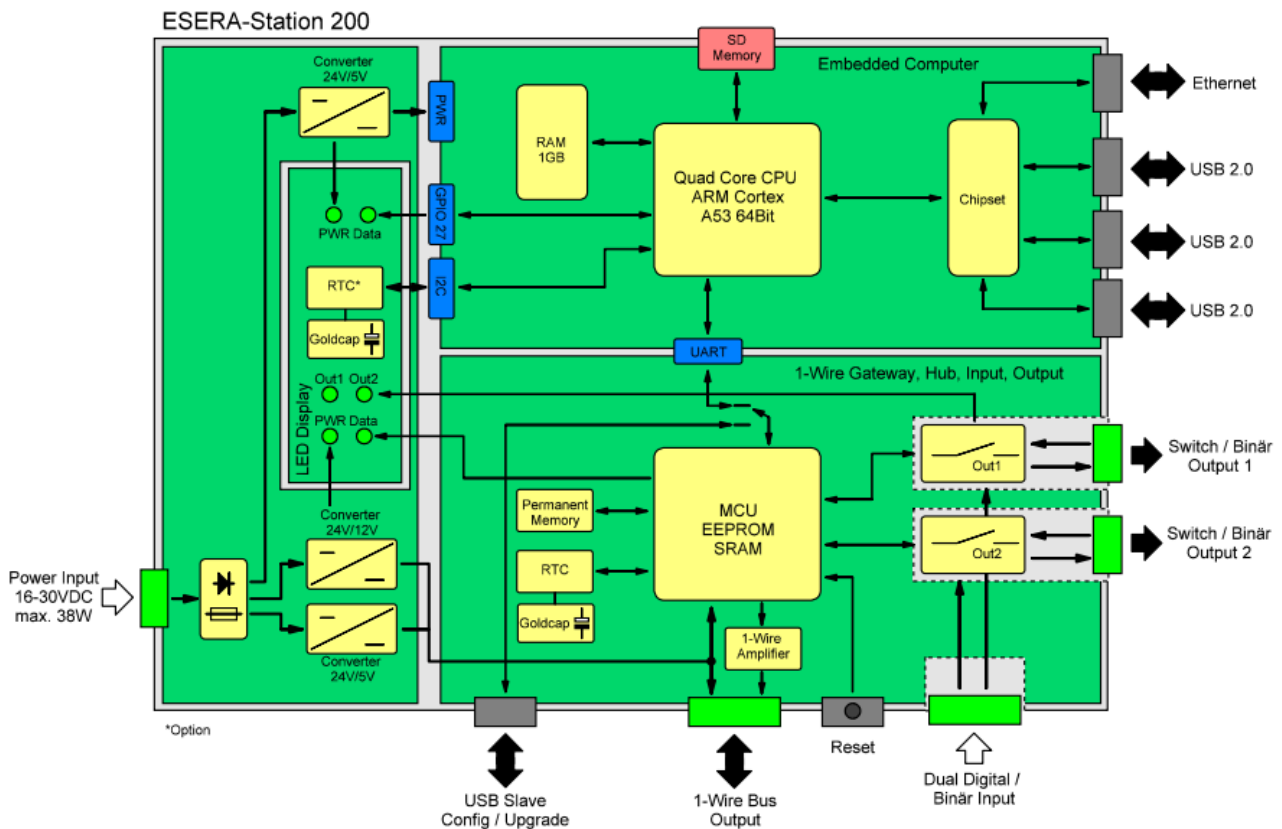 ESERA-Station 200
Converter
24V/5V
PWR
PWR Data
GPIO 27
RTC*
I2C
Goldcap
Out1 Out2
PWR Data
LED Display
Converter
24V/12V
Power Input
16-30VDC
max. 38W
Converter
24V/5V
*Option
SD
Memory
Embedded Computer
RAM
1GB
Quad Core CPU
ARM Cortex
A53 64Bit
Chipset
Ethernet
USB 2.0
USB 2.0
USB 2.0
UART
1-Wire Gateway, Hub, Input, Output
Out1
Switch / Binär
Output 1
Permanent
Memory
MCU
EEPROM
SRAM
Out2
Switch / Binär
Output 2
RTC
Goldcap
1-Wire
Amplifier
USB Slave
Config / Upgrade
1-Wire Bus
Output
Reset
Dual Digital /
Binär Input